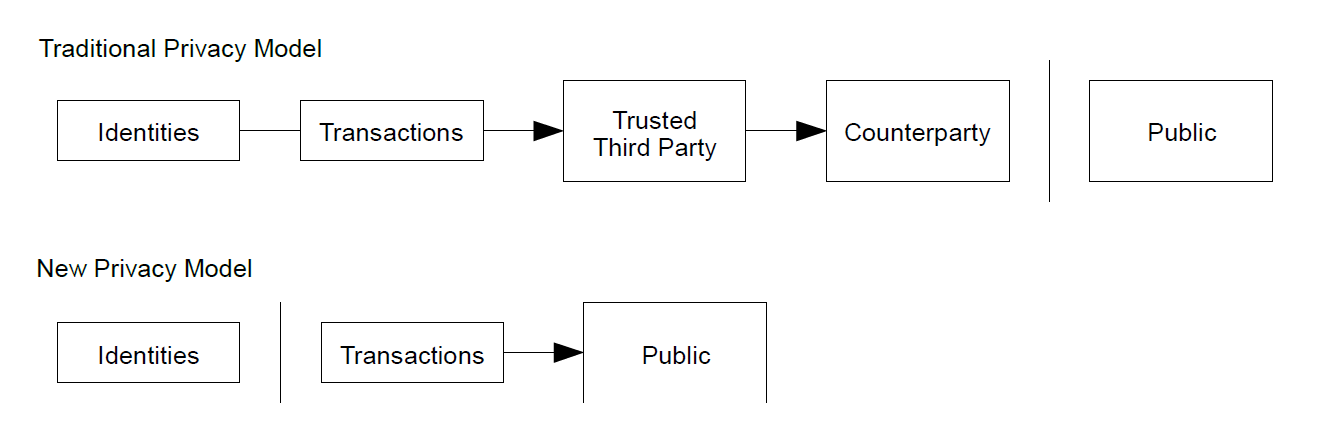 Traditional Privacy Model
Identities
Transactions
Trusted
Third Party
Counterparty
Public
New Privacy Model
Identities
Transactions
Public